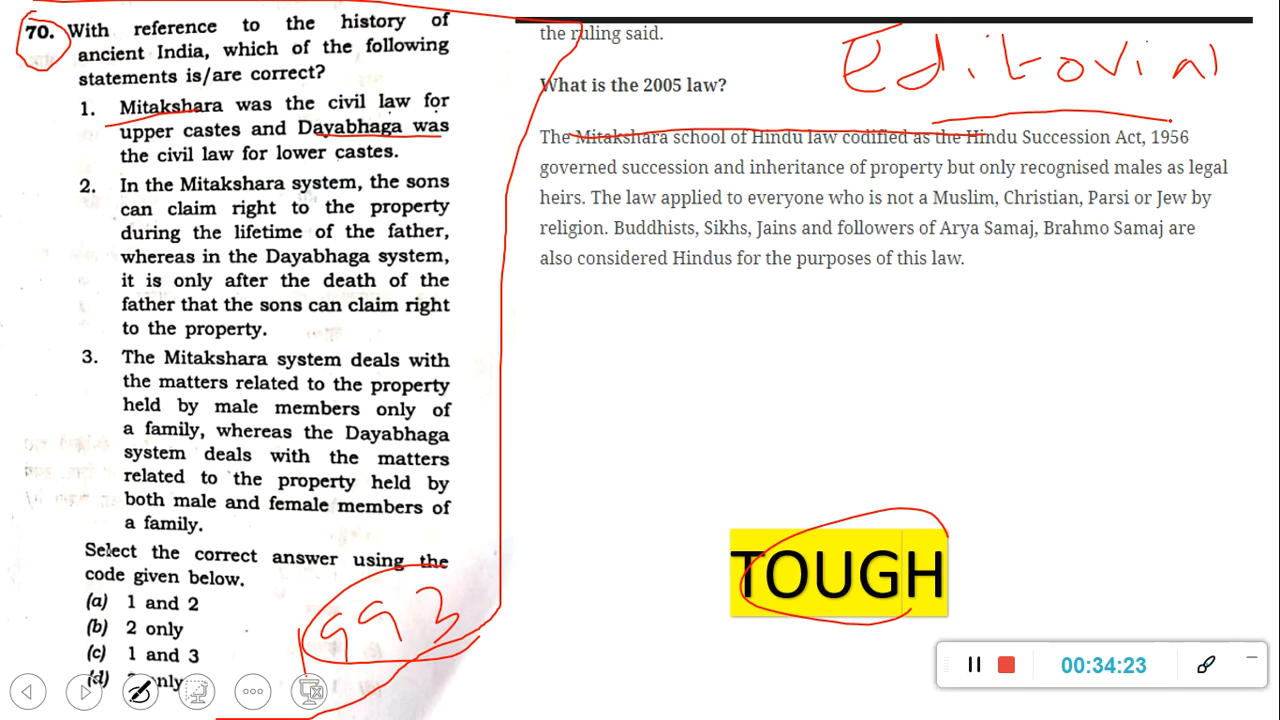 70. With reference to the history of
ancient India, which of the following
statements is/are correct?
1. Mitakshara was the civil law for
upper castes and Dayabhaga was
the civil law for lower castes.
2. In the Mitakshara system, the sons
can claim right to the property
during the lifetime of the father,
whereas in the Dayabhaga system,
it is only after the death of the
father that the sons can claim right
to the property.
3. The Mitakshara system deals with
the matters related to the property
held by male members only of
a family, whereas the Dayabhaga
system deals with the matters
related to the property held by
both male and female members of
a family.
Select the correct answer using the
code given below.
(a) 1 and 2
(b) 2 only
(c) 1 and 3
(d) only
993
the ruling said.
Editorial
What is the 2005 law?
The Mitakshara school of Hindu law codified as the Hindu Succession Act, 1956
governed succession and inheritance of property but only recognised males as legal
heirs. The law applied to everyone who is not a Muslim, Christian, Parsi or Jew by
religion. Buddhists, Sikhs, Jains and followers of Arya Samaj, Brahmo Samaj are
also considered Hindus for the purposes of this law.
TOUGH
00:34:23